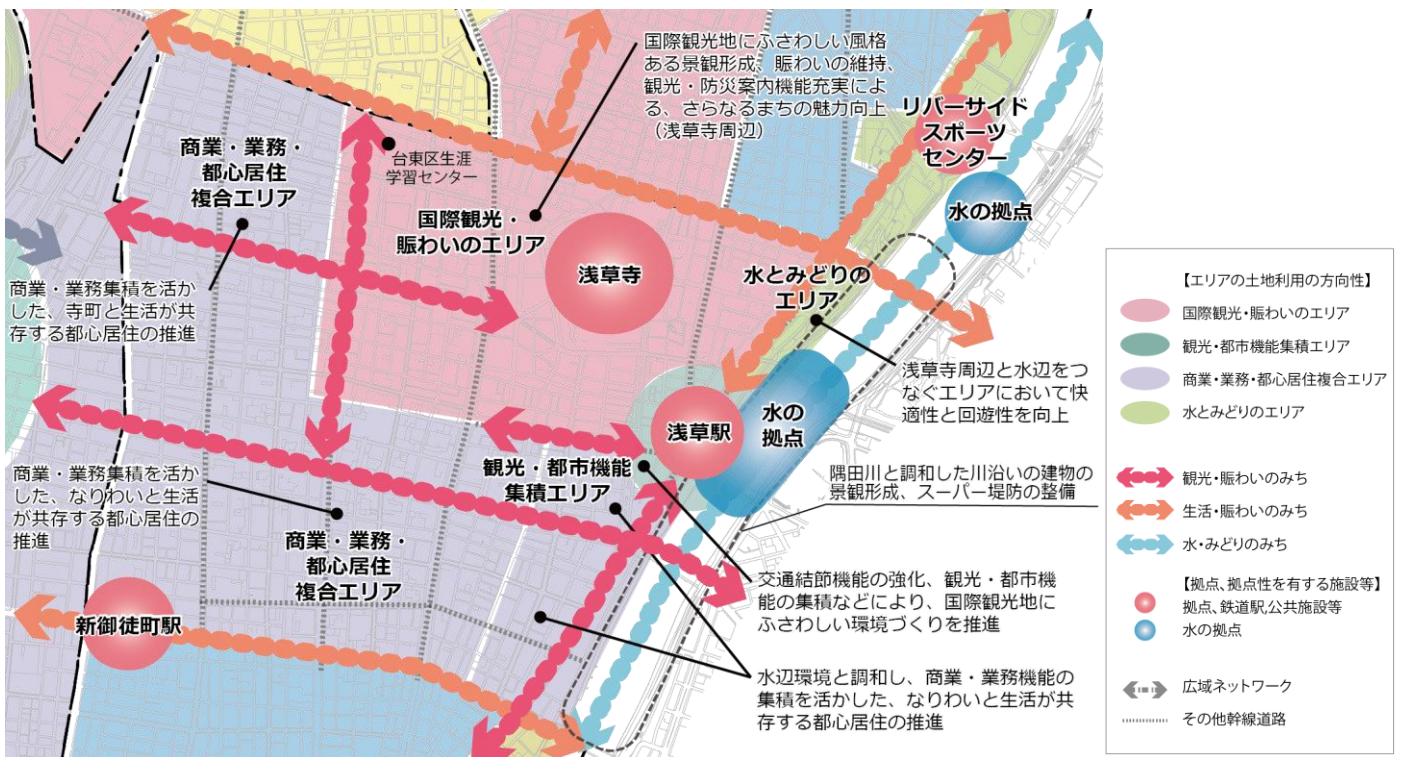 国際観光地にふさわしい風格
ある景観形成、賑わいの維持、
観光・防災案内機能充実によ
る、さらなるまちの魅力向上
（浅草寺周辺）
リバーサイド
スポーツ
センター
商業・業務・
都心居住
複合エリア
台東区生涯
学習センター
水の拠点
国際観光・
賑わいのエリア
浅草寺
水とみどりの
エリア
商業・業務集積を活か
した、寺町と生活が共
存する都心居住の推進
浅草寺周辺と水辺をつ
なぐエリアにおいて快
適性と回遊性を向上
浅草駅
水の
拠点
観光・都市機能
集積エリア
商業・業務集積を活か
した、なりわいと生活
が共存する都心居住の
推進
隅田川と調和した川沿いの建物の
景観形成、スーパー堤防の整備
商業・業務・
都心居住
複合エリア
交通結節機能の強化、観光・都市機
能の集積などにより、国際観光地に
ふさわしい環境づくりを推進
新御徒町駅
水辺環境と調和し、商業・業務機能の
集積を活かした、なりわいと生活が共
存する都心居住の推進
【エリアの土地利用の方向性】
国際観光・賑わいのエリア
観光・都市機能集積エリア
商業・業務・都心居住複合エリア
水とみどりのエリア
観光・賑わいのみち
生活・賑わいのみち
水・みどりのみち
【拠点、拠点性を有する施設等】
拠点、鉄道駅,公共施設等
水の拠点
広域ネットワーク
その他幹線道路